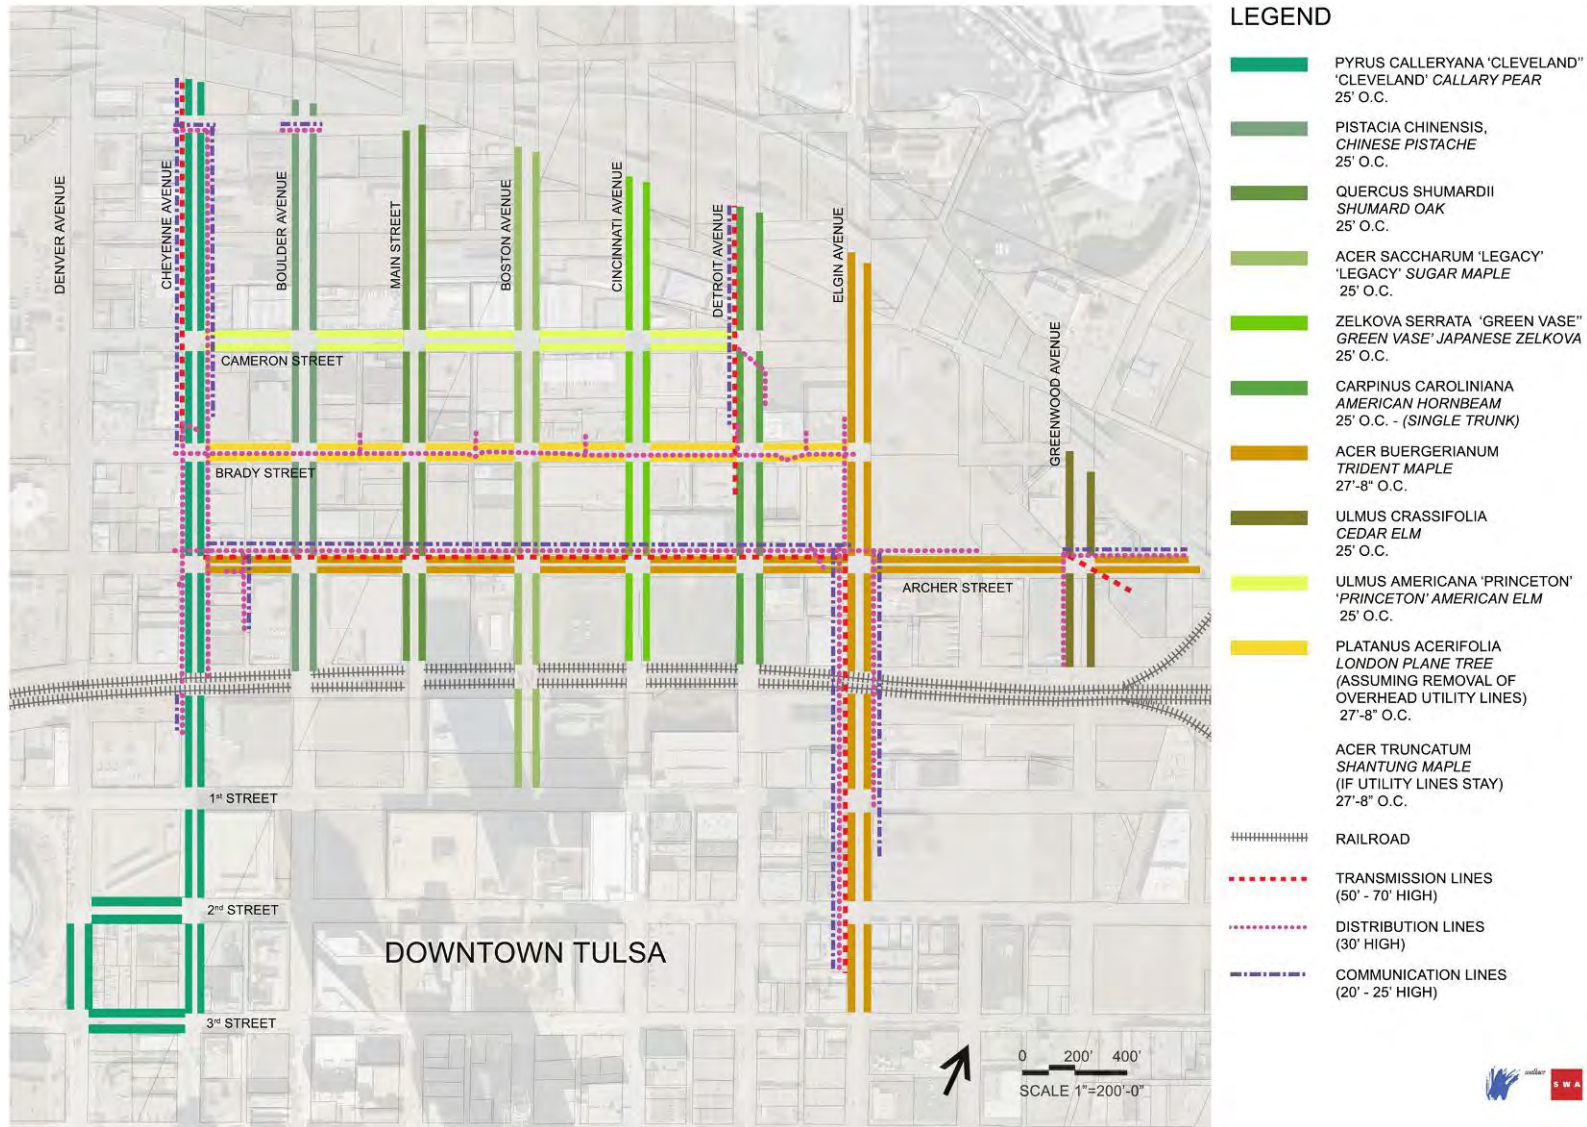 LEGEND
PYRUS CALLERYANA ‘CLEVELAND’’
‘CLEVELAND’ CALLARY PEAR
25’ O.C.
PISTACIA CHINENSIS,
CHINESE PISTACHE
25’ O.C.
QUERCUS SHUMARDII
SHUMARD OAK
25’ O.C.
ACER SACCHARUM ‘LEGACY’
‘LEGACY’ SUGAR MAPLE
25’ O.C.
ZELKOVA SERRATA ‘GREEN VASE’’
GREEN VASE’ JAPANESE ZELKOVA
25’ O.C.
CARPINUS CAROLINIANA
AMERICAN HORNBEAM
25’ O.C. - (SINGLE TRUNK)
ACER BUERGERIANUM
TRIDENT MAPLE
27’-8“ O.C.
ULMUS CRASSIFOLIA
CEDAR ELM
25’ O.C.
ULMUS AMERICANA ‘PRINCETON’
‘PRINCETON’ AMERICAN ELM
25’ O.C.
PLATANUS ACERIFOLIA
LONDON PLANE TREE
(ASSUMING REMOVAL OF
OVERHEAD UTILITY LINES)
27’-8” O.C.
ACER TRUNCATUM
SHANTUNG MAPLE
(IF UTILITY LINES STAY)
27’-8” O.C.
RAILROAD
TRANSMISSION LINES
(50’ - 70’ HIGH)
DISTRIBUTION LINES
(30’ HIGH)
COMMUNICATION LINES
(20’ - 25’ HIGH)
DENVER AVENUE
CHEYENNE AVENUE
BOULDER AVENUE
MAIN STREET
BOSTON AVENUE
CINCINNATI AVENUE
DETROIT AVENUE
ELGIN AVENUE
GREENWOOD AVENUE
CAMERON STREET
BRADY STREET
ARCHER STREET
1st STREET
2nd STREET
3rd STREET
DOWNTOWN TULSA
0 200’ 400’
SCALE 1”=200’-0”
wallace
SWA